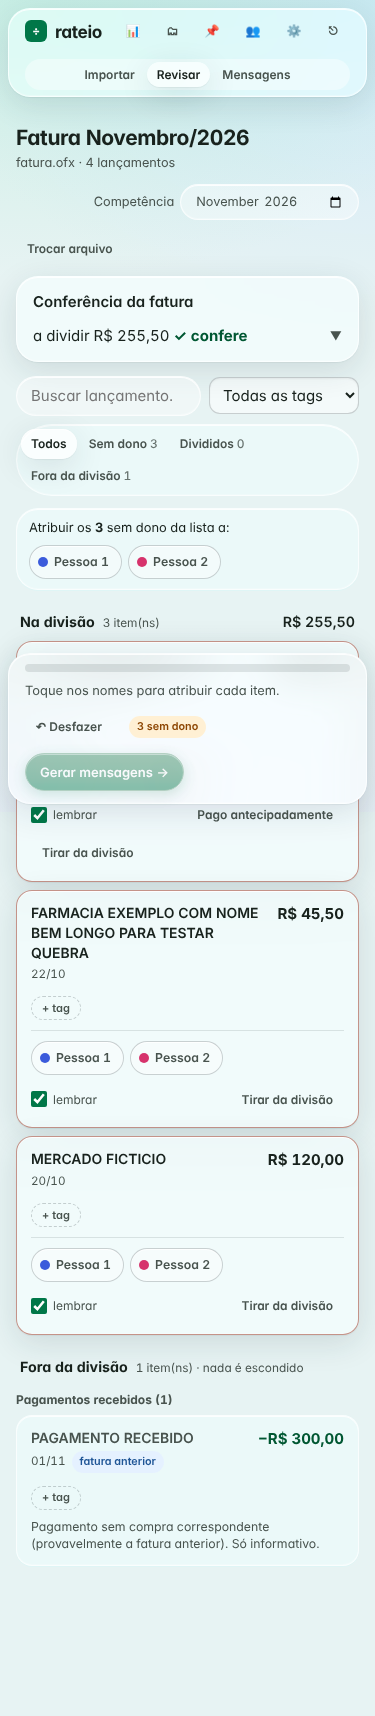 rateio
Importar Revisar Mensagens
Fatura Novembro/2026
fatura.ofx · 4 lançamentos
Competência November 2026
Trocar arquivo
Conferência da fatura
a dividir R$ 255,50 ✓ confere ▼
Buscar lançamento. Todas as tags
Todos Sem dono 3 Divididos 0
Fora da divisão 1
Atribuir os 3 sem dono da lista a:
Pessoa 1 Pessoa 2
Na divisão 3 item(ns) R$ 255,50
Toque nos nomes para atribuir cada item.
↶ Desfazer 3 sem dono
Gerar mensagens →
lembrar Pago antecipadamente
Tirar da divisão
FARMACIA EXEMPLO COM NOME R$ 45,50
BEM LONGO PARA TESTAR
QUEBRA
22/10
+ tag
Pessoa 1 Pessoa 2
lembrar Tirar da divisão
MERCADO FICTICIO R$ 120,00
20/10
+ tag
Pessoa 1 Pessoa 2
lembrar Tirar da divisão
Fora da divisão 1 item(ns) · nada é escondido
Pagamentos recebidos (1)
PAGAMENTO RECEBIDO −R$ 300,00
01/11 fatura anterior
+ tag
Pagamento sem compra correspondente
(provavelmente a fatura anterior). Só informativo.